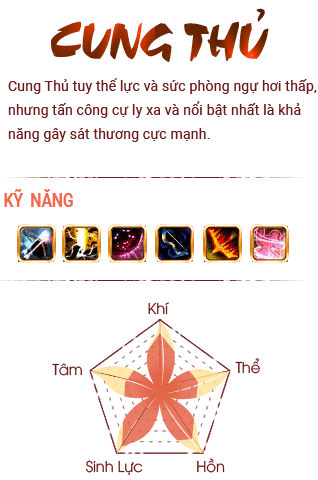 CUNG THỦ
Cung Thủ tuy thể lực và sức phòng ngự hơi thấp,
nhưng tấn công cự ly xa và nổi bật nhất là khả
năng gây sát thương cực mạnh.
KỸ NĂNG
Khí
Tâm
Thể
Sinh Lực
Hồn